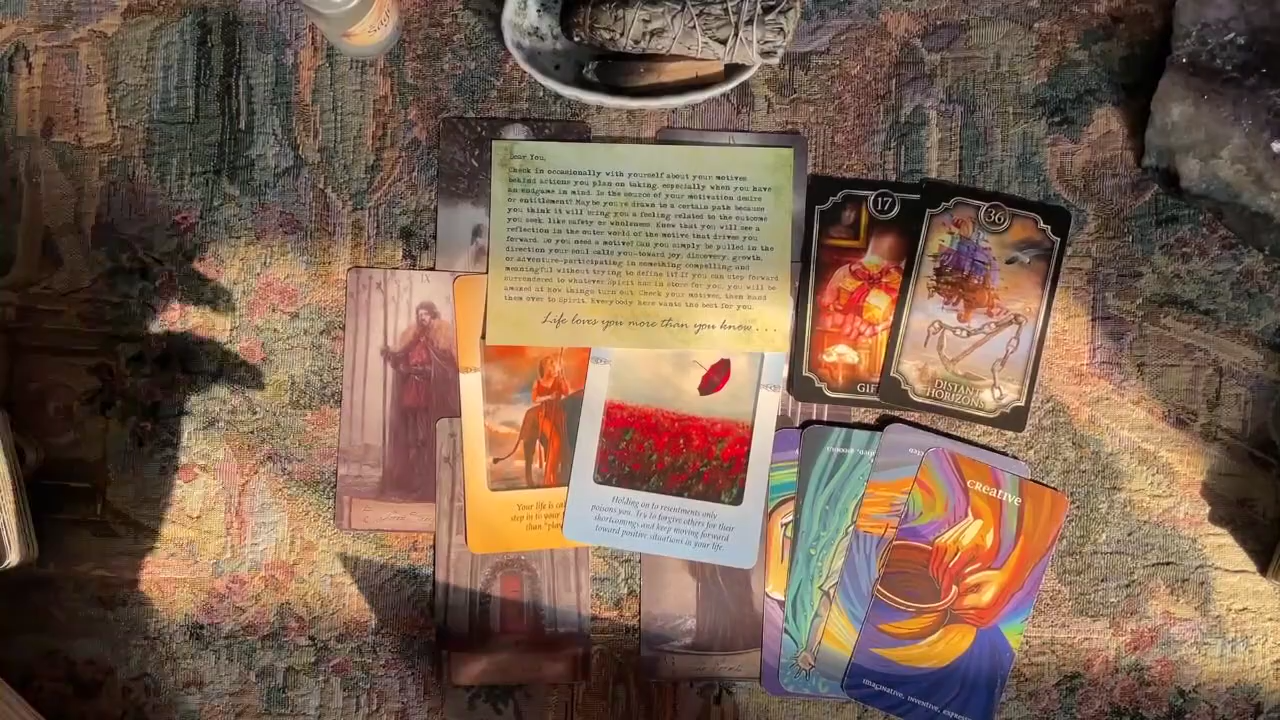 Dear You,
Check in occasionally with yourself about your motives
behind actions you plan on taking, especially when you have
an endgame in mind. Is the source of your motivation desire
or entitlement? Maybe you're drawn to a certain path because
you think it will bring you a feeling related to the outcome
you seek, like safety or wholeness. Know that you will see a
reflection in the outer world of the motive that drives you
forward. Do you need a motive? Can you simply be pulled in the
direction your soul calls you-toward joy, discovery, growth,
or adventure-participating in something compelling and
meaningful without trying to define it? If you can step forward
surrendered to whatever Spirit has in store for you, you will be
amazed at how things turn out. Check your motives, then hand
them over to Spirit. Everybody here wants the best for you.
Life loves you more than you know . . .
17
GIF
36
DISTANT
HORIZONS
IX
Your life is
step in to your
than "play
Holding on to resentments only
poisons you. Try to forgive others for their
shortcomings and keep moving forward
toward positive situations in your life.
creative
imaginative, inventive,